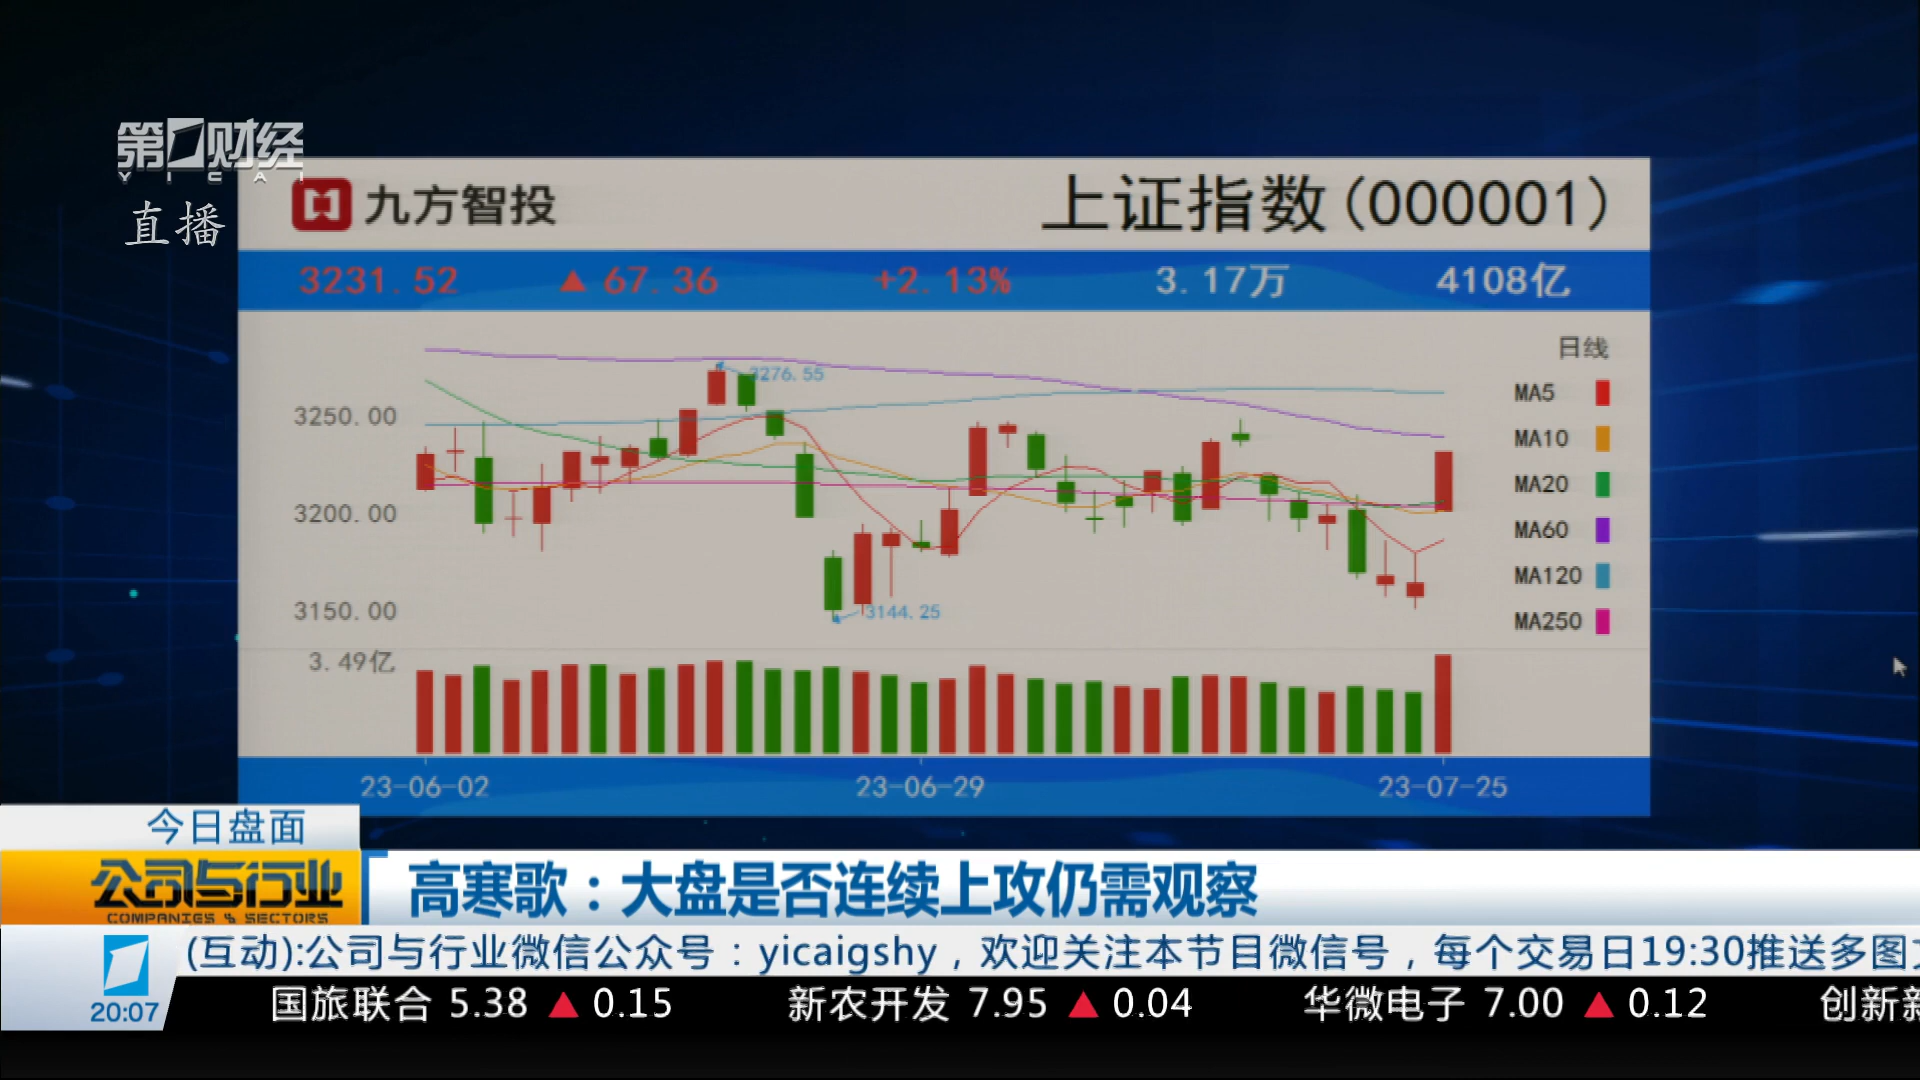 第一财经
YICAI
直播
九方智投
上证指数(000001)
3231.52 ▲ 67.36 +2.13% 3.17万 4108亿
日线
3276.55
MA5
3250.00
MA10
MA20
3200.00
MA60
MA120
3150.00
3144.25
MA250
3.49亿
23-06-02 23-06-29 23-07-25
今日盘面
公司与行业
COMPANIES & SECTORS
高寒歌：大盘是否连续上攻仍需观察
(互动):公司与行业微信公众号：yicaigshy，欢迎关注本节目微信号，每个交易日19:30推送多图
20:07
国旅联合 5.38 ▲ 0.15 新农开发 7.95 ▲ 0.04 华微电子 7.00 ▲ 0.12 创新新